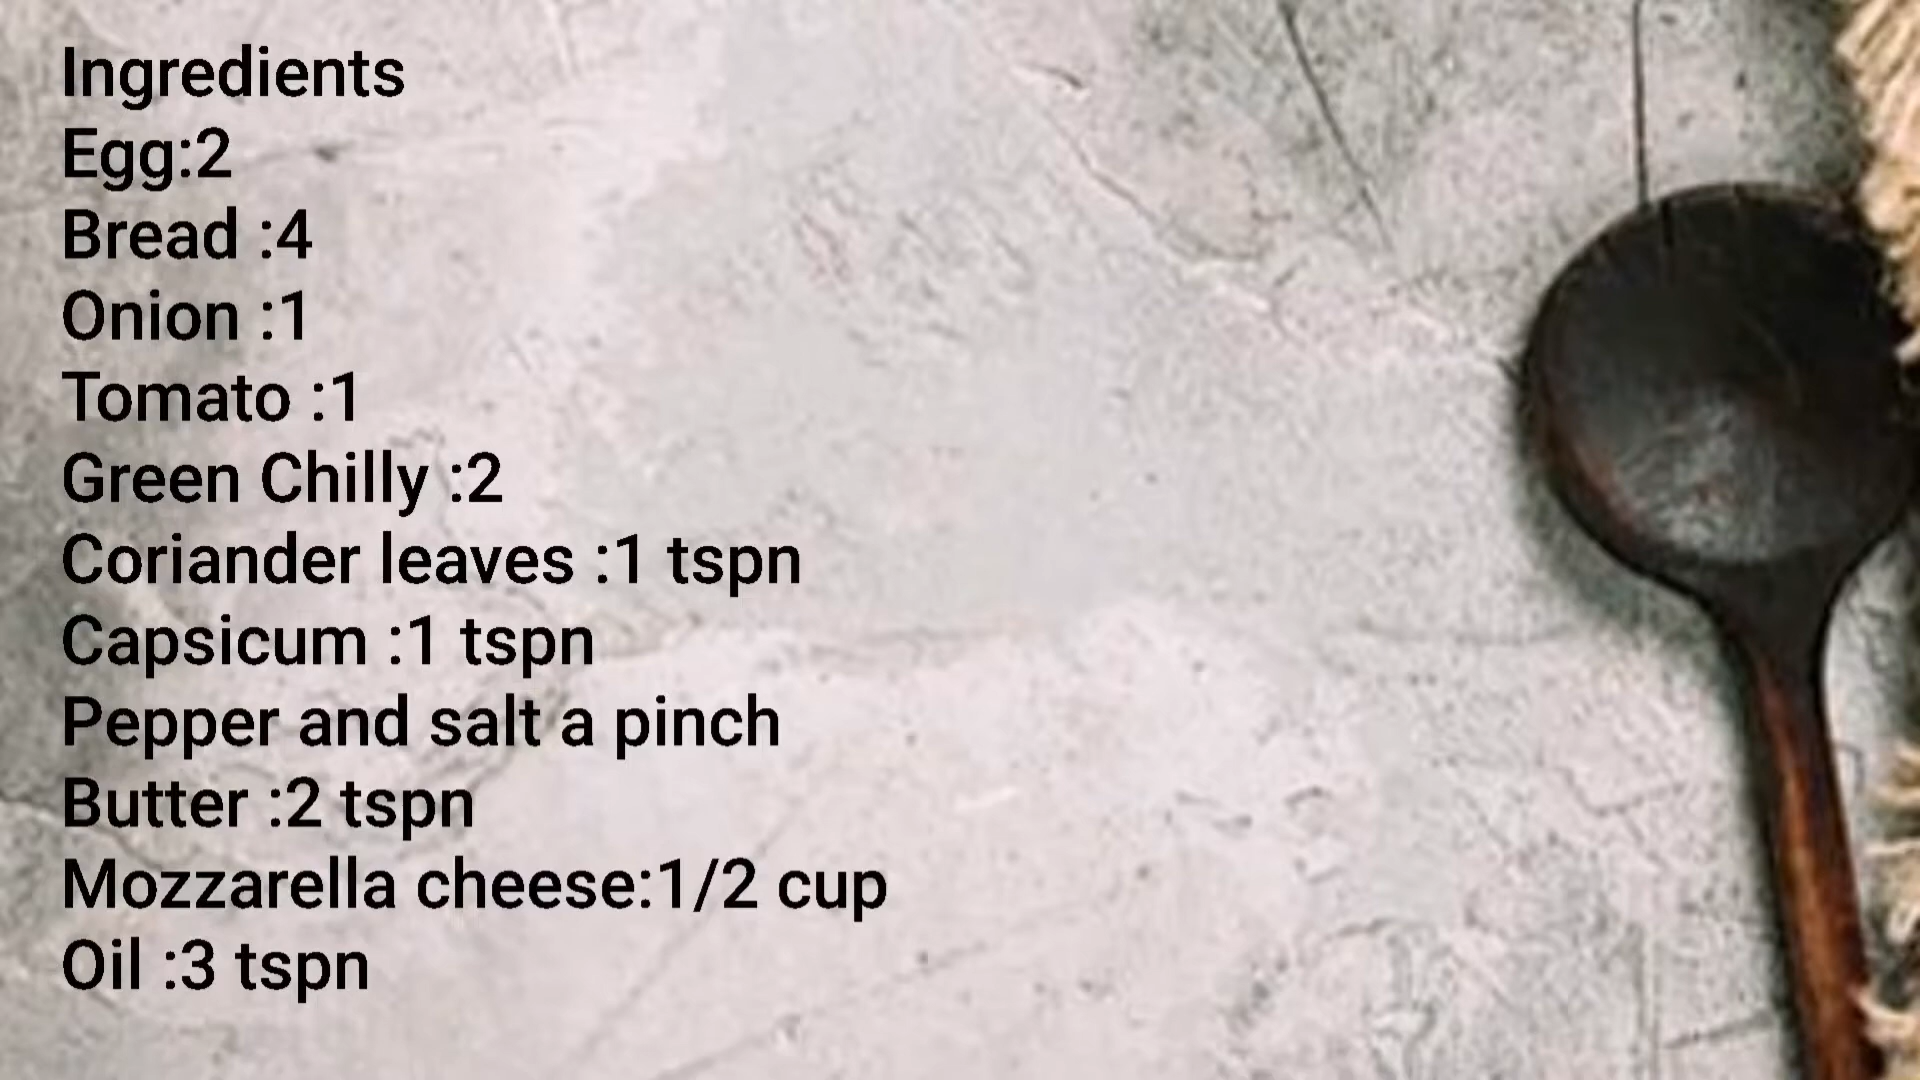 Ingredients
Egg:2
Bread :4
Onion :1
Tomato :1
Green Chilly :2
Coriander leaves :1 tspn
Capsicum :1 tspn
Pepper and salt a pinch
Butter :2 tspn
Mozzarella cheese:1/2 cup
Oil :3 tspn